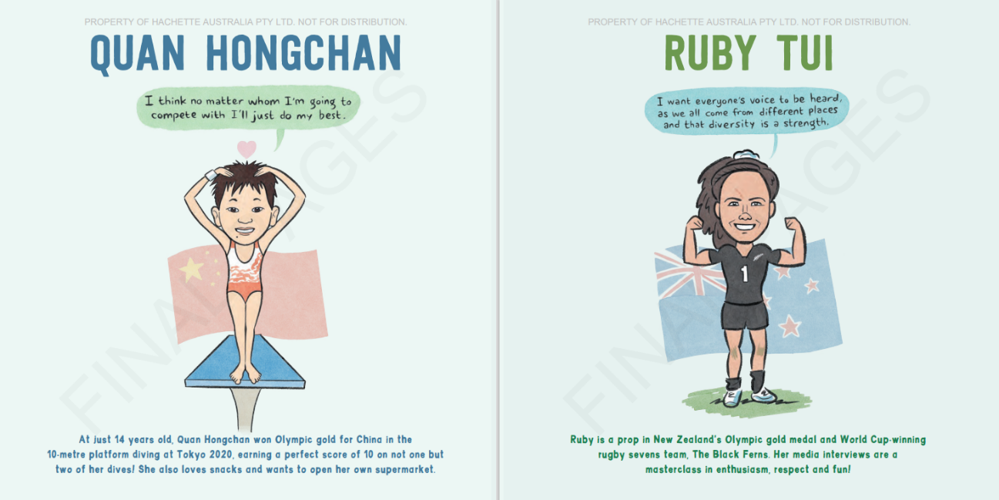 PROPERTY OF HACHETTE AUSTRALIA PTY LTD. NOT FOR DISTRIBUTION.
QUAN HONGCHAN
I think no matter whom I'm going to
compete with I'll just do my best.
At just 14 years old, Quan Hongchan won Olympic gold for China in the
10-metre platform diving at Tokyo 2020, earning a perfect score of 10 on not one but
two of her dives! She also loves snacks and wants to open her own supermarket.
FINAL PAGES
PROPERTY OF HACHETTE AUSTRALIA PTY LTD. NOT FOR DISTRIBUTION.
RUBY TUI
I want everyone's voice to be heard,
as we all come from different places
and that diversity is a strength.
1
Ruby is a prop in New Zealand's Olympic gold medal and World Cup-winning
rugby sevens team, The Black Ferns. Her media interviews are a
masterclass in enthusiasm, respect and fun!
FINAL PAGES